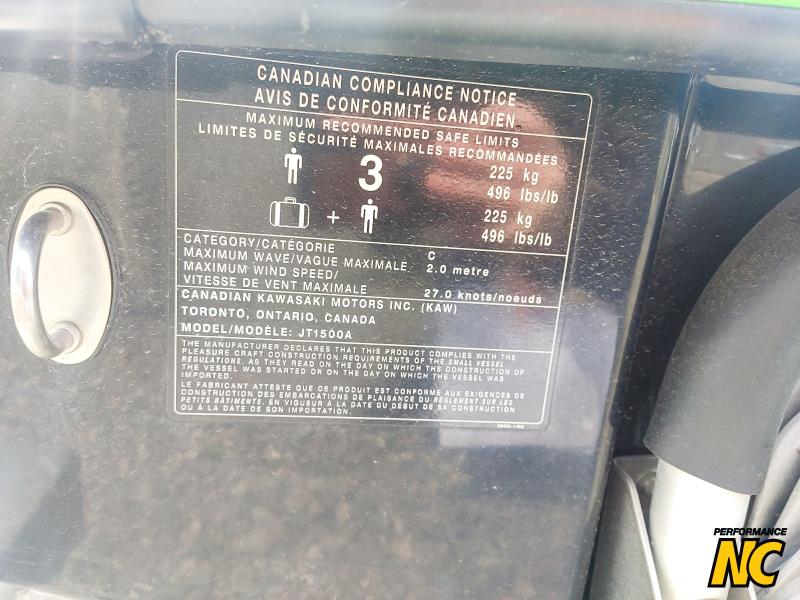 CANADIAN COMPLIANCE NOTICE
AVIS DE CONFORMITÉ CANADIEN
MAXIMUM RECOMMENDED SAFE LIMITS
LIMITES DE SÉCURITÉ MAXIMALES RECOMMANDÉES
3 225 kg
496 lbs/lb
+ 225 kg
496 lbs/lb
CATEGORY/CATÉGORIE C
MAXIMUM WAVE/VAGUE MAXIMALE 2.0 metre
MAXIMUM WIND SPEED/
VITESSE DE VENT MAXIMALE 27.0 knots/noeuds
CANADIAN KAWASAKI MOTORS INC. (KAW)
TORONTO, ONTARIO, CANADA
MODEL/MODÈLE: JT1500A
THE MANUFACTURER DECLARES THAT THIS PRODUCT COMPLIES WITH THE
PLEASURE CRAFT CONSTRUCTION REQUIREMENTS OF THE SMALL VESSEL
REGULATIONS, AS THEY READ ON THE DAY ON WHICH THE CONSTRUCTION OF
THE VESSEL WAS STARTED OR ON THE DAY ON WHICH THE VESSEL WAS
IMPORTED.
LE FABRICANT ATTESTE QUE CE PRODUIT EST CONFORME AUX EXIGENCES DE
CONSTRUCTION DES EMBARCATIONS DE PLAISANCE DU RÈGLEMENT SUR LES
PETITS BÂTIMENTS, EN VIGUEUR À LA DATE DU DÉBUT DE SA CONSTRUCTION
OU À LA DATE DE SON IMPORTATION.
PERFORMANCE
NC